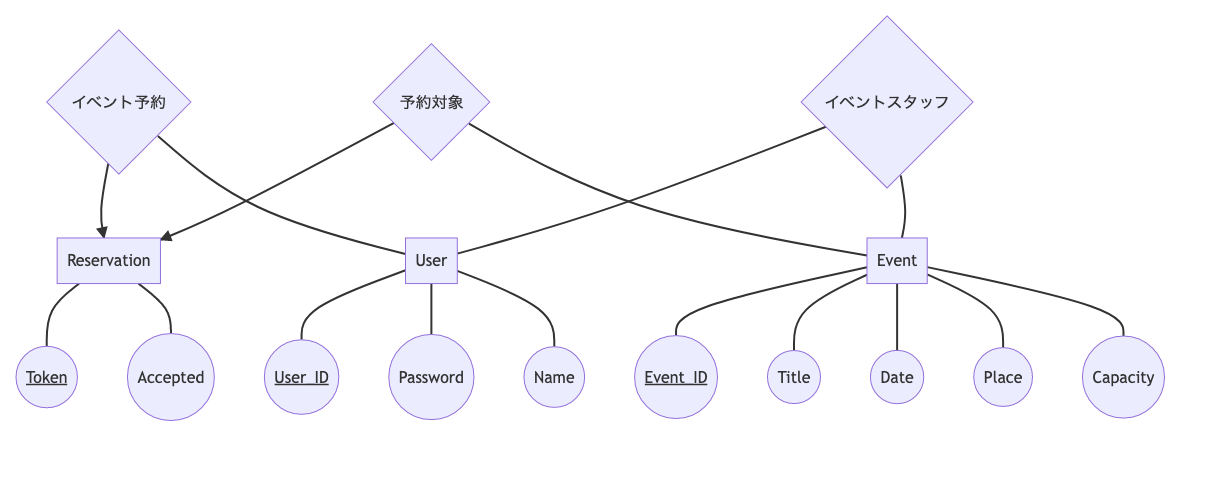 イベント予約
予約対象
イベントスタッフ
Reservation
User
Event
Token
Accepted
User_ID
Password
Name
Event_ID
Title
Date
Place
Capacity